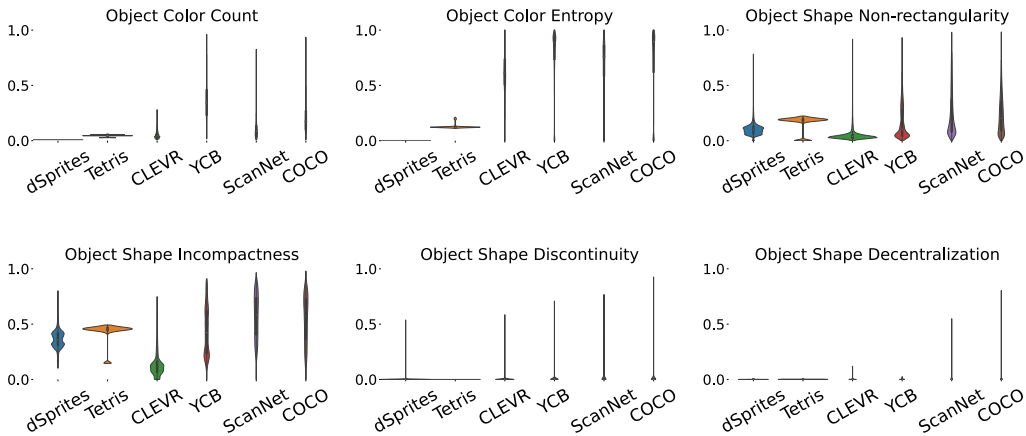 Object Color Count
1.0
0.5
0.0
dSprites
Tetris
CLEVR
YCB
ScanNet
COCO
Object Color Entropy
1.0
0.5
0.0
dSprites
Tetris
CLEVR
YCB
ScanNet
COCO
Object Shape Non-rectangularity
1.0
0.5
0.0
dSprites
Tetris
CLEVR
YCB
ScanNet
COCO
Object Shape Incompactness
1.0
0.5
0.0
dSprites
Tetris
CLEVR
YCB
ScanNet
COCO
Object Shape Discontinuity
1.0
0.5
0.0
dSprites
Tetris
CLEVR
YCB
ScanNet
COCO
Object Shape Decentralization
1.0
0.5
0.0
dSprites
Tetris
CLEVR
YCB
ScanNet
COCO